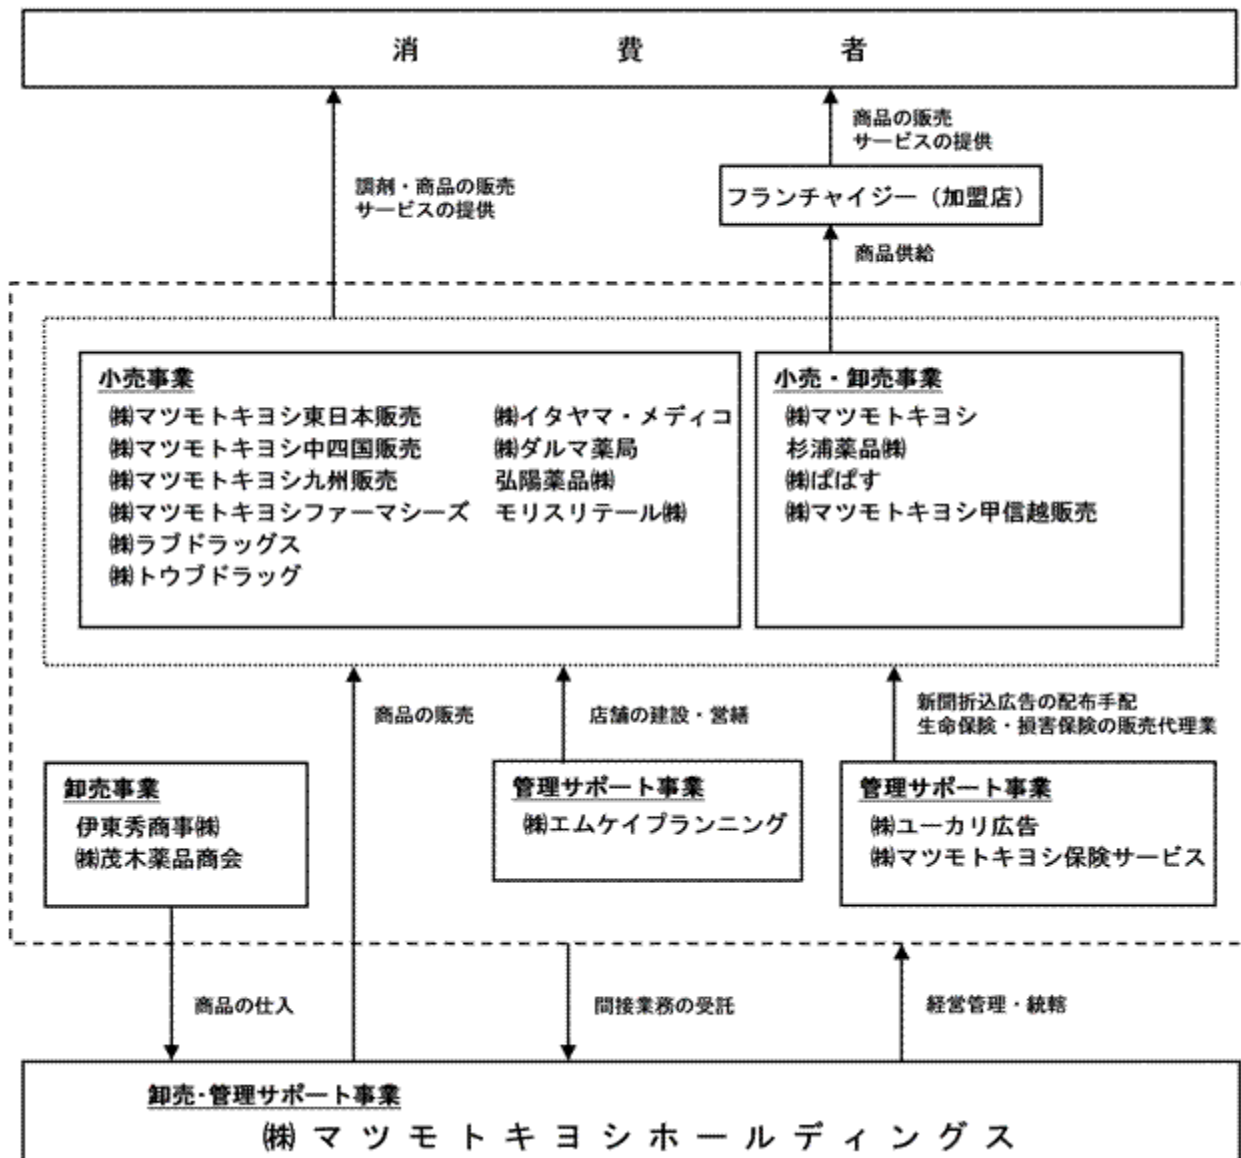 消費者
商品の販売
サービスの提供
調剤・商品の販売
サービスの提供
フランチャイジー（加盟店）
商品供給
小売事業
㈱マツモトキヨシ東日本販売
㈱マツモトキヨシ中四国販売
㈱マツモトキヨシ九州販売
㈱マツモトキヨシファーマシーズ
㈱ラブドラッグス
㈱トウブドラッグ
㈱イタヤマ・メディコ
㈱ダルマ薬局
弘陽薬品㈱
モリスリテール㈱
小売・卸売事業
㈱マツモトキヨシ
杉浦薬品㈱
㈱ぱぱす
㈱マツモトキヨシ甲信越販売
商品の販売
店舗の建設・営繕
新聞折込広告の配布手配
生命保険・損害保険の販売代理業
卸売事業
伊東秀商事㈱
㈱茂木薬品商会
管理サポート事業
㈱エムケイプランニング
管理サポート事業
㈱ユーカリ広告
㈱マツモトキヨシ保険サービス
商品の仕入
間接業務の受託
経営管理・統轄
卸売・管理サポート事業
㈱マツモトキヨシホールディングス